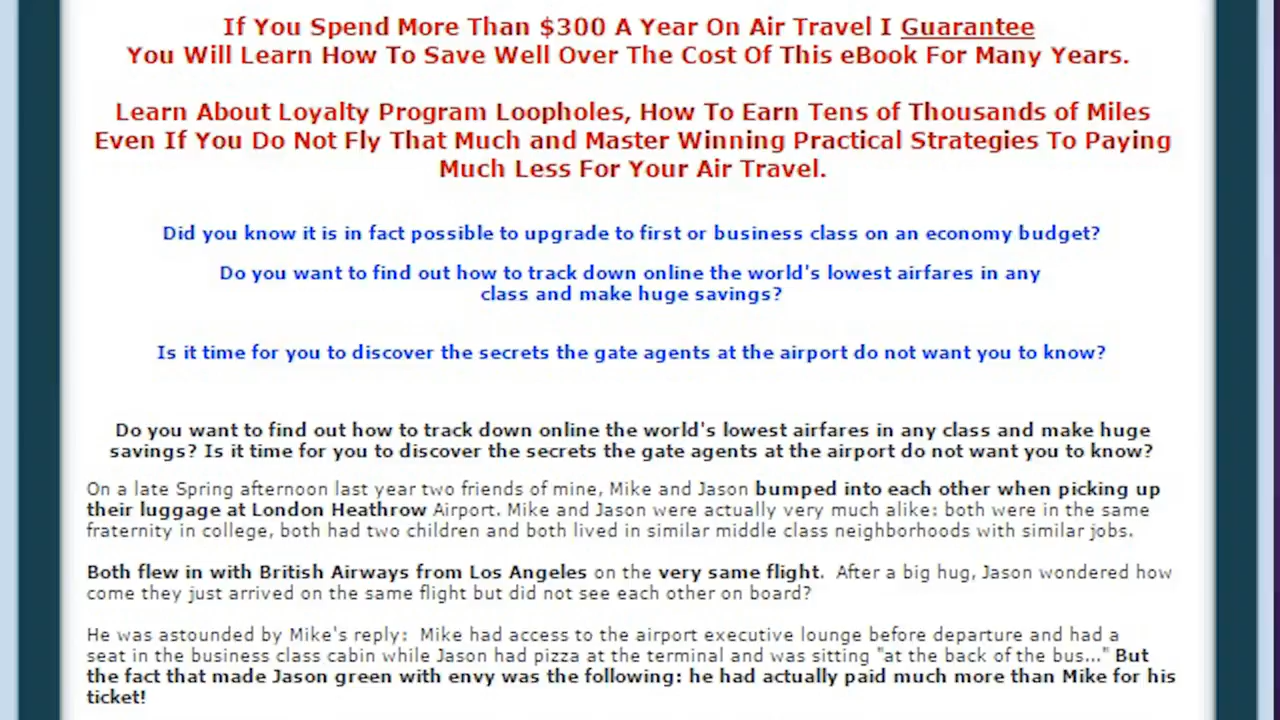 If You Spend More Than $300 A Year On Air Travel I Guarantee
You Will Learn How To Save Well Over The Cost Of This eBook For Many Years.
Learn About Loyalty Program Loopholes, How To Earn Tens of Thousands of Miles
Even If You Do Not Fly That Much and Master Winning Practical Strategies To Paying
Much Less For Your Air Travel.
Did you know it is in fact possible to upgrade to first or business class on an economy budget?
Do you want to find out how to track down online the world's lowest airfares in any
class and make huge savings?
Is it time for you to discover the secrets the gate agents at the airport do not want you to know?
Do you want to find out how to track down online the world's lowest airfares in any class and make huge
savings? Is it time for you to discover the secrets the gate agents at the airport do not want you to know?
On a late Spring afternoon last year two friends of mine, Mike and Jason bumped into each other when picking up
their luggage at London Heathrow Airport. Mike and Jason were actually very much alike: both were in the same
fraternity in college, both had two children and both lived in similar middle class neighborhoods with similar jobs.
Both flew in with British Airways from Los Angeles on the very same flight. After a big hug, Jason wondered how
come they just arrived on the same flight but did not see each other on board?
He was astounded by Mike's reply: Mike had access to the airport executive lounge before departure and had a
seat in the business class cabin while Jason had pizza at the terminal and was sitting "at the back of the bus..." But
the fact that made Jason green with envy was the following: he had actually paid much more than Mike for his
ticket!